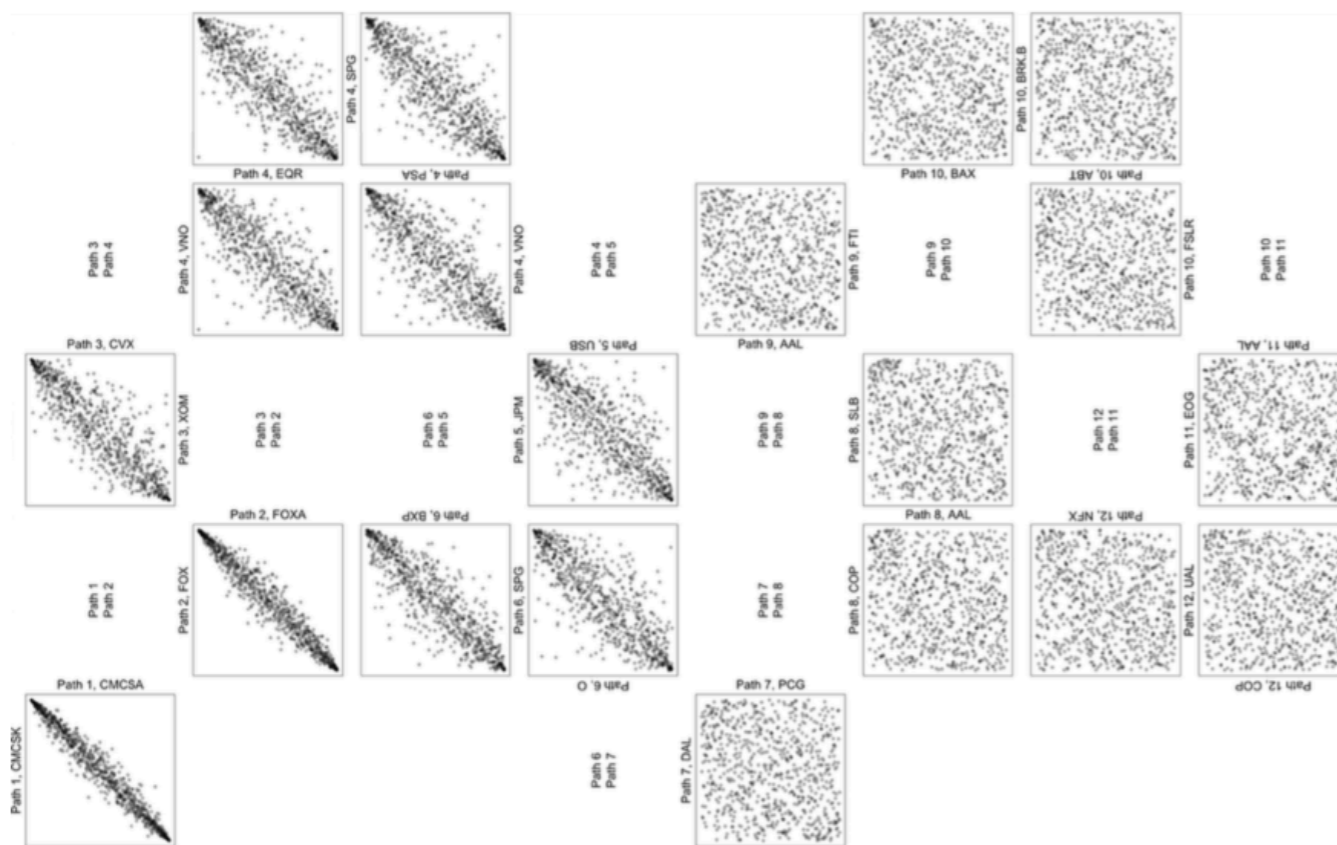 Path 4, SPG
Path 10, BRK.B
Path 4, EQR
Path 4, PSA
Path 10, BAX
Path 10, ABT
Path 3
Path 4
Path 4, VNO
Path 4, VNO
Path 4
Path 5
Path 9, FTI
Path 9
Path 10
Path 10, FSLR
Path 10
Path 11
Path 3, CVX
Path 5, USB
Path 9, AAL
Path 11, AAL
Path 3, XOM
Path 3
Path 2
Path 6
Path 5
Path 5, JPM
Path 9
Path 8
Path 8, SLB
Path 12
Path 11
Path 11, EOG
Path 2, FOXA
Path 6, BXP
Path 8, AAL
Path 12, NFX
Path 1
Path 2
Path 2, FOX
Path 6, SPG
Path 7
Path 8
Path 8, COP
Path 12, UAL
Path 1, CMCSA
Path 6, O
Path 7, PCG
Path 12, COP
Path 1, CMCSK
Path 6
Path 7
Path 7, DAL